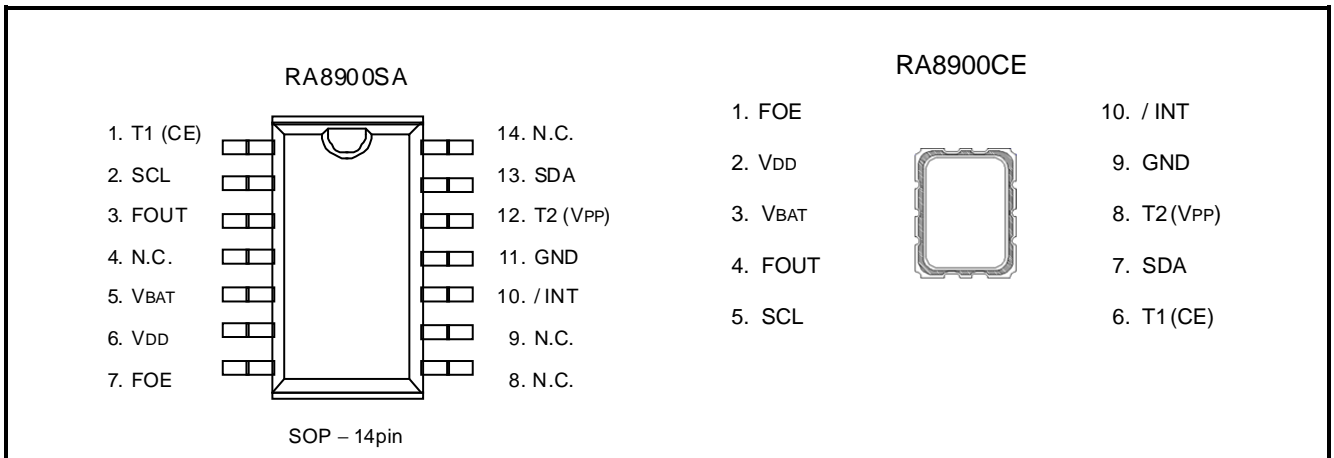 RA8900SA
1. T1 (CE)
2. SCL
3. FOUT
4. N.C.
5. VBAT
6. VDD
7. FOE
14. N.C.
13. SDA
12. T2 (VPP)
11. GND
10. / INT
9. N.C.
8. N.C.
SOP – 14pin
RA8900CE
1. FOE
2. VDD
3. VBAT
4. FOUT
5. SCL
10. / INT
9. GND
8. T2 (VPP)
7. SDA
6. T1 (CE)